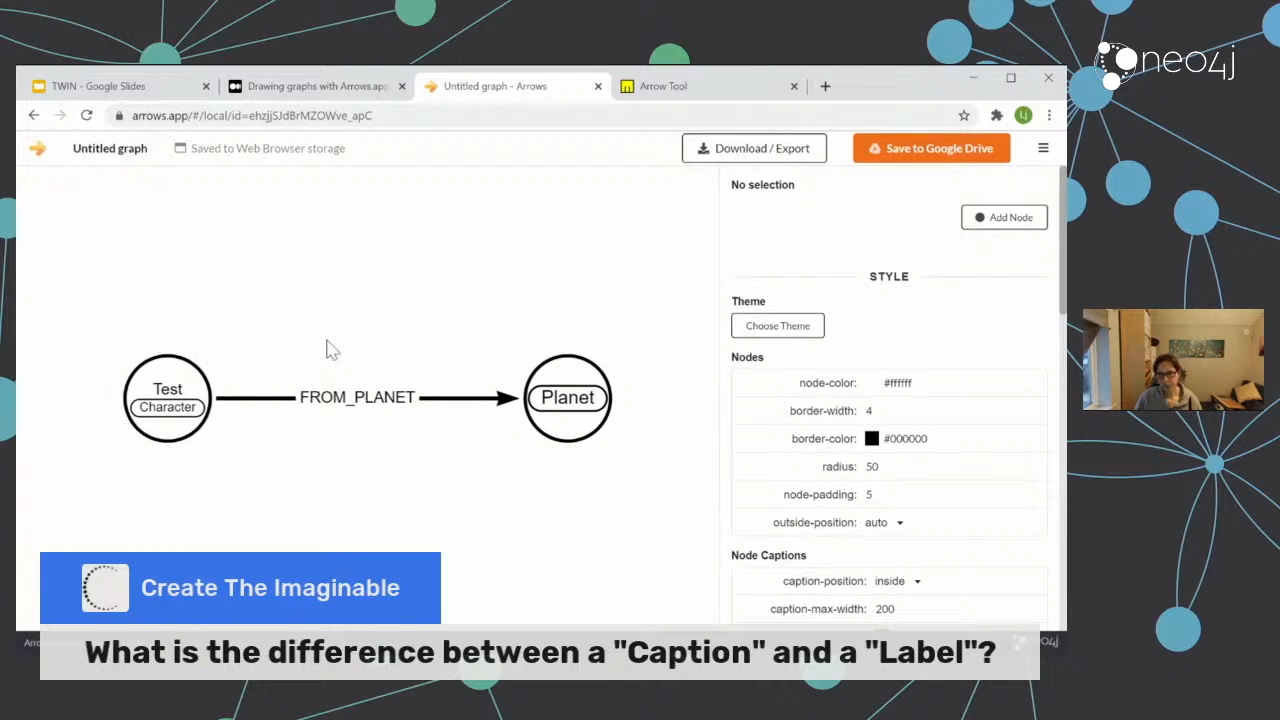 neo4j
TWIN - Google Slides
Drawing graphs with Arrows.app
Untitled graph - Arrows
Arrow Tool
arrows.app/#/local/id=ehzjjSJdBrMZOWve_apC
Lj
Untitled graph
Saved to Web Browser storage
Download / Export
Save to Google Drive
No selection
Add Node
STYLE
Theme
Choose Theme
Nodes
node-color: #ffffff
border-width: 4
border-color: #000000
radius: 50
node-padding: 5
outside-position: auto
Node Captions
caption-position: inside
caption-max-width: 200
Test
Character
FROM_PLANET
Planet
Create The Imaginable
What is the difference between a "Caption" and a "Label"?